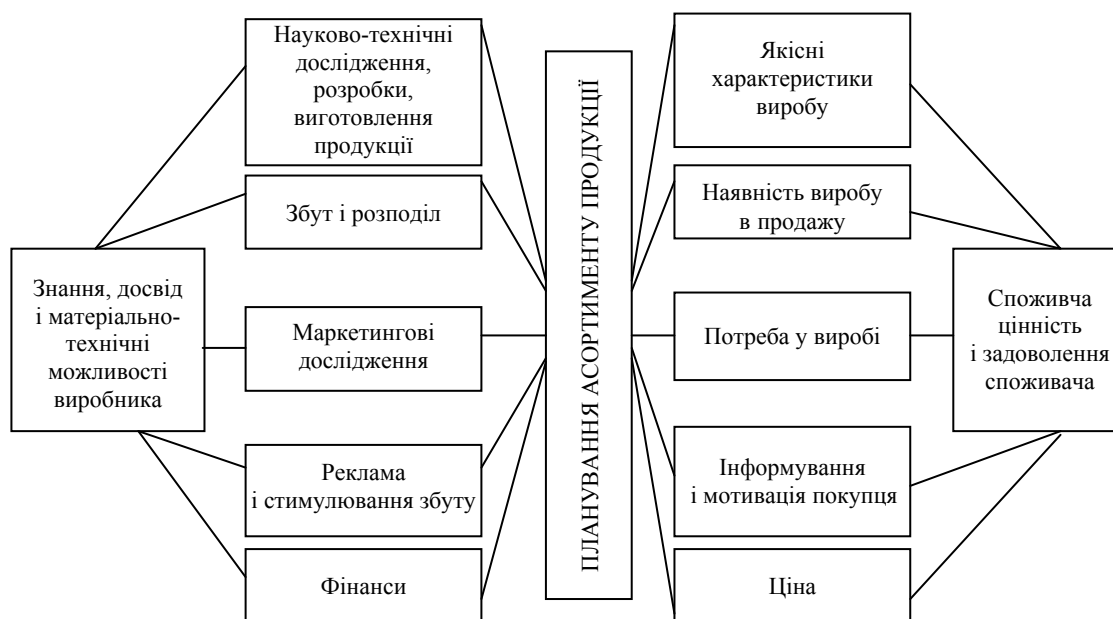 Знання, досвід
і матеріально-
технічні
можливості
виробника
Науково-технічні
дослідження,
розробки,
виготовлення
продукції
Збут і розподіл
Маркетингові
дослідження
Реклама
і стимулювання збуту
Фінанси
ПЛАНУВАННЯ АСОРТИМЕНТУ ПРОДУКЦІЇ
Якісні
характеристики
виробу
Наявність виробу
в продажу
Потреба у виробі
Інформування
і мотивація покупця
Ціна
Споживча
цінність
і задоволення
споживача